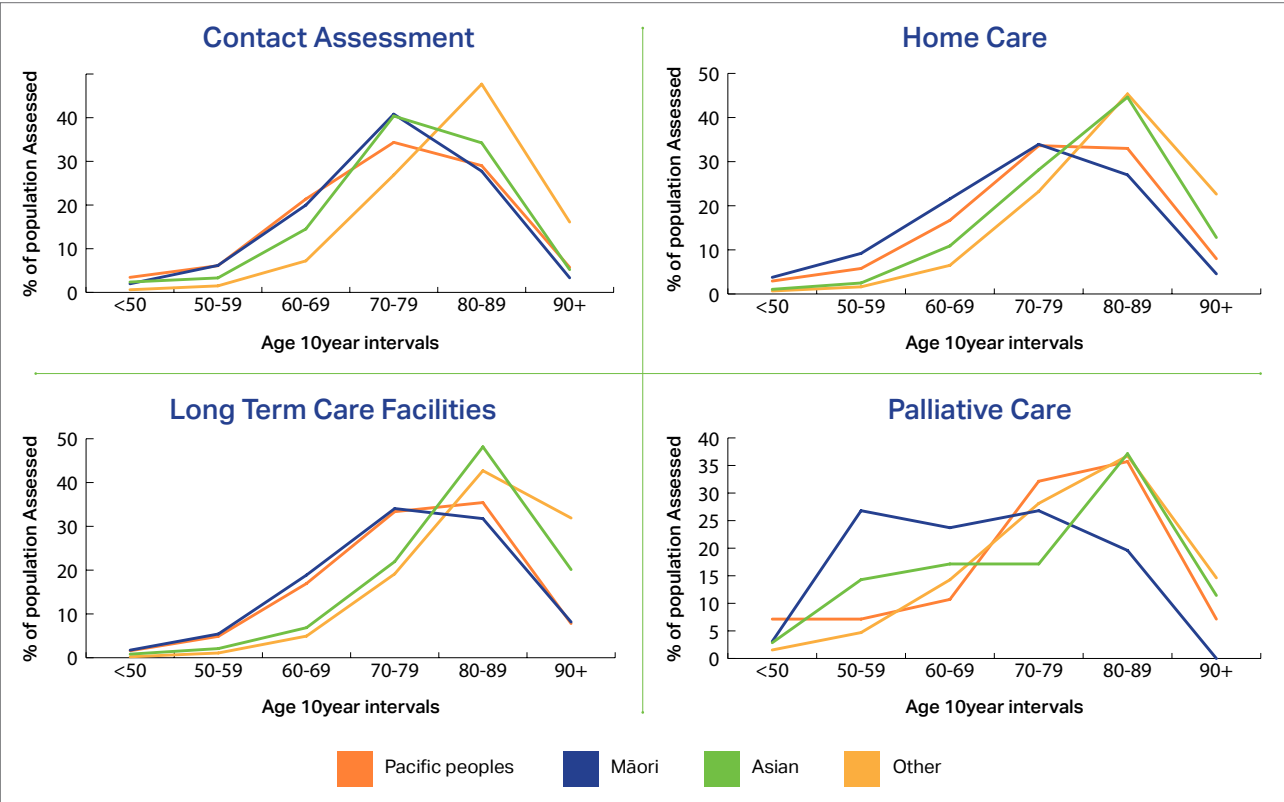 Contact Assessment
% of population Assessed
40
30
20
10
0
<50 50-59 60-69 70-79 80-89 90+
Age 10year intervals
Home Care
% of population Assessed
50
40
30
20
10
0
<50 50-59 60-69 70-79 80-89 90+
Age 10year intervals
Long Term Care Facilities
% of population Assessed
50
40
30
20
10
0
<50 50-59 60-69 70-79 80-89 90+
Age 10year intervals
Palliative Care
% of population Assessed
40
35
30
25
20
15
10
5
0
<50 50-59 60-69 70-79 80-89 90+
Age 10year intervals
Pacific peoples Māori Asian Other